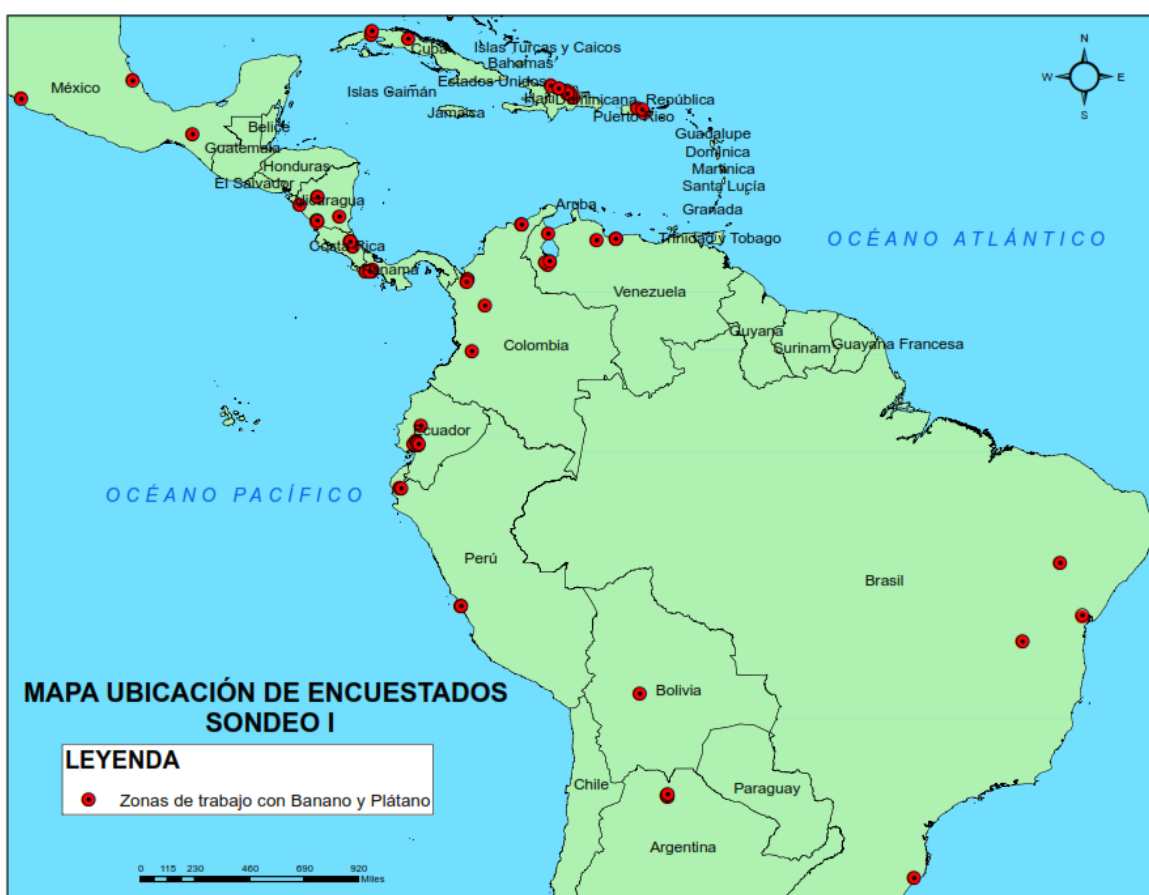 N
W E
S
Cuba
Islas Turcas y Caicos
Bahamas
Estados Unidos
México
Islas Caimán
Haití
Dominicana, República
Jamaica
Puerto Rico
Belice
Guadalupe
Guatemala
Dominica
Honduras
Martinica
El Salvador
Santa Lucía
Nicaragua
Aruba
Granada
Costa Rica
Trinidad y Tobago
OCÉANO ATLÁNTICO
Panamá
Venezuela
Guyana
Colombia
Surinam
Guayana Francesa
Ecuador
OCÉANO PACÍFICO
Perú
Brasil
MAPA UBICACIÓN DE ENCUESTADOS
SONDEO I
Bolivia
LEYENDA
Zonas de trabajo con Banano y Plátano
Chile
Paraguay
Argentina
0 115 230 460 690 920
Miles